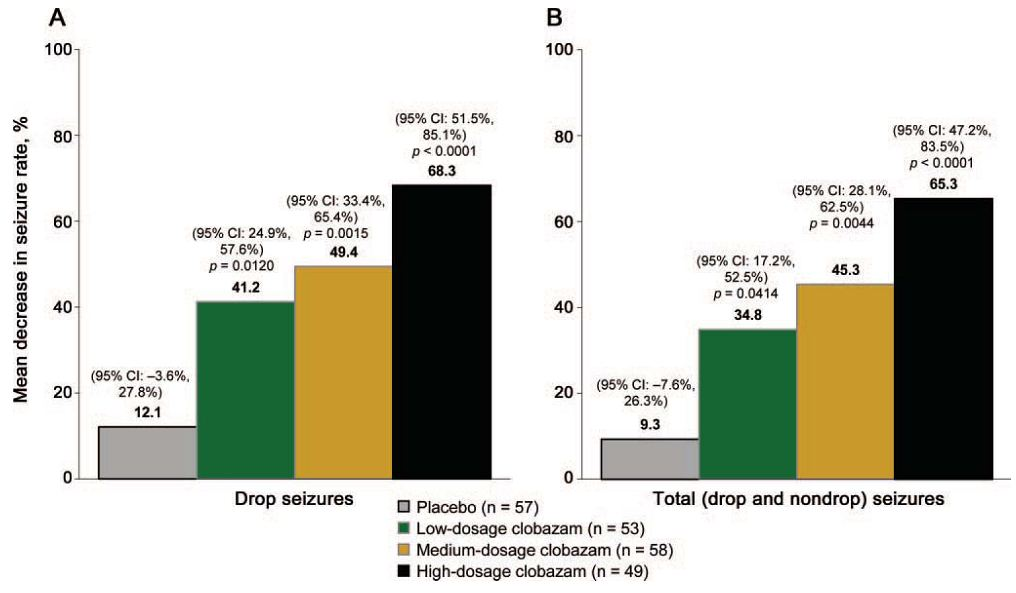 A
Mean decrease in seizure rate, %
100
80
60
40
20
0
(95% CI: –3.6%,
27.8%)
12.1
(95% CI: 24.9%,
57.6%)
p = 0.0120
41.2
(95% CI: 33.4%,
65.4%)
p = 0.0015
49.4
(95% CI: 51.5%,
85.1%)
p < 0.0001
68.3
Drop seizures
B
100
80
60
40
20
0
(95% CI: –7.6%,
26.3%)
9.3
(95% CI: 17.2%,
52.5%)
p = 0.0414
34.8
(95% CI: 28.1%,
62.5%)
p = 0.0044
45.3
(95% CI: 47.2%,
83.5%)
p < 0.0001
65.3
Total (drop and nondrop) seizures
Placebo (n = 57)
Low-dosage clobazam (n = 53)
Medium-dosage clobazam (n = 58)
High-dosage clobazam (n = 49)